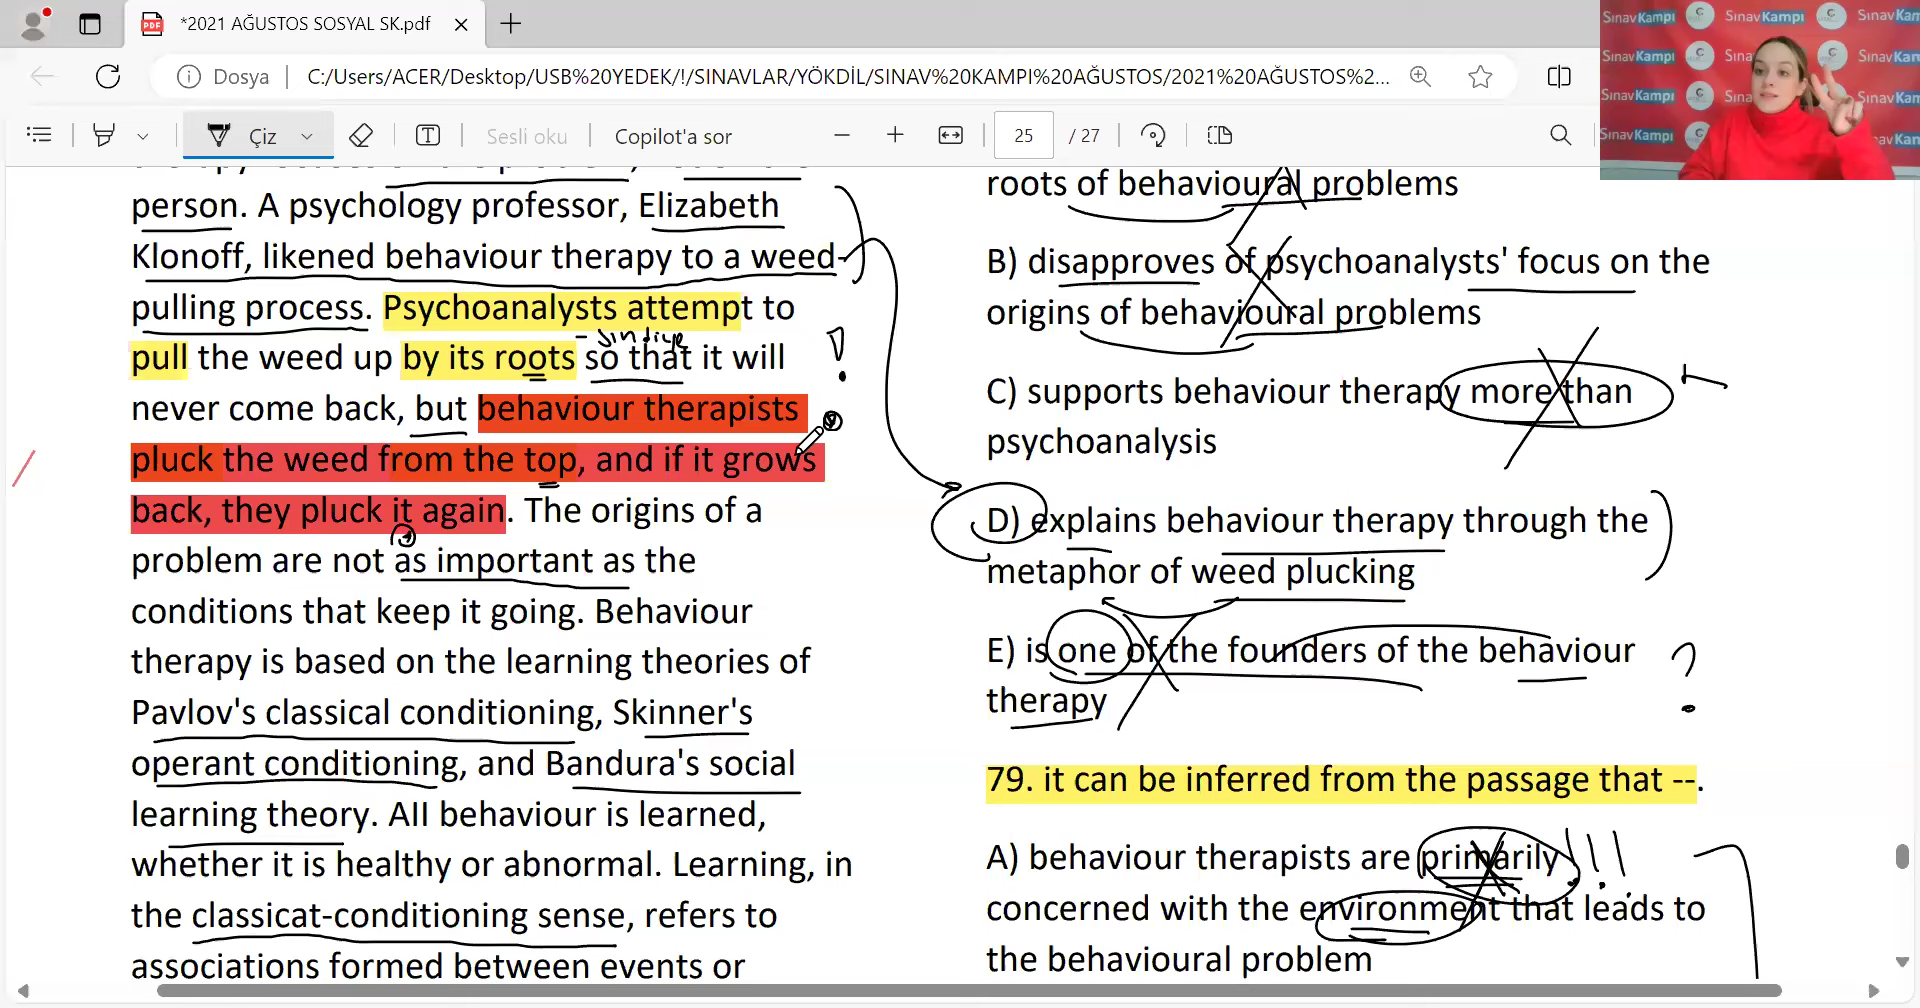 *2021 AĞUSTOS SOSYAL SK.pdf
Dosya
C:/Users/ACER/Desktop/USB%20YEDEK/!/SINAVLAR/YÖKDİL/SINAV%20KAMPI%20AĞUSTOS/2021%20AĞUSTOS%2...
Çiz
Sesli oku
Copilot'a sor
25 / 27
SınavKampı SınavKampı SınavKam
person. A psychology professor, Elizabeth
Klonoff, likened behaviour therapy to a weed-
pulling process. Psychoanalysts attempt to
sin diye
pull the weed up by its roots so that it will
never come back, but behaviour therapists
pluck the weed from the top, and if it grows
back, they pluck it again. The origins of a
problem are not as important as the
conditions that keep it going. Behaviour
therapy is based on the learning theories of
Pavlov's classical conditioning, Skinner's
operant conditioning, and Bandura's social
learning theory. AII behaviour is learned,
whether it is healthy or abnormal. Learning, in
the classicat-conditioning sense, refers to
associations formed between events or
roots of behavioural problems
B) disapproves of psychoanalysts' focus on the
origins of behavioural problems
C) supports behaviour therapy more than
psychoanalysis
D) explains behaviour therapy through the
metaphor of weed plucking
E) is one of the founders of the behaviour
therapy
?
79. it can be inferred from the passage that --.
A) behaviour therapists are primarily !!!
concerned with the environment that leads to
the behavioural problem